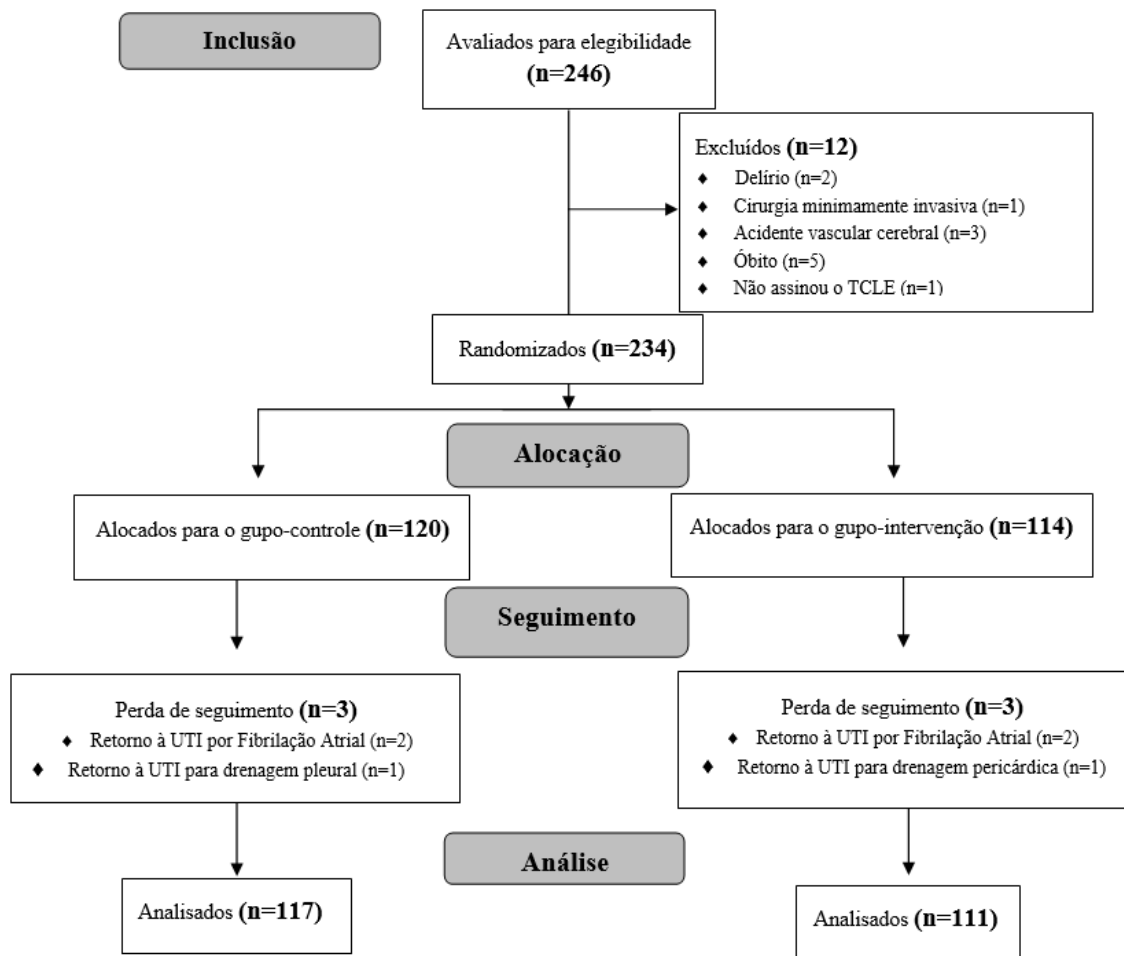 Inclusão
Avaliados para elegibilidade
(n=246)
Excluídos (n=12)
♦ Delírio (n=2)
♦ Cirurgia minimamente invasiva (n=1)
♦ Acidente vascular cerebral (n=3)
♦ Óbito (n=5)
♦ Não assinou o TCLE (n=1)
Randomizados (n=234)
Alocação
Alocados para o gupo-controle (n=120)
Alocados para o gupo-intervenção (n=114)
Seguimento
Perda de seguimento (n=3)
♦ Retorno à UTI por Fibrilação Atrial (n=2)
♦ Retorno à UTI para drenagem pleural (n=1)
Perda de seguimento (n=3)
♦ Retorno à UTI por Fibrilação Atrial (n=2)
♦ Retorno à UTI para drenagem pericárdica (n=1)
Análise
Analisados (n=117)
Analisados (n=111)